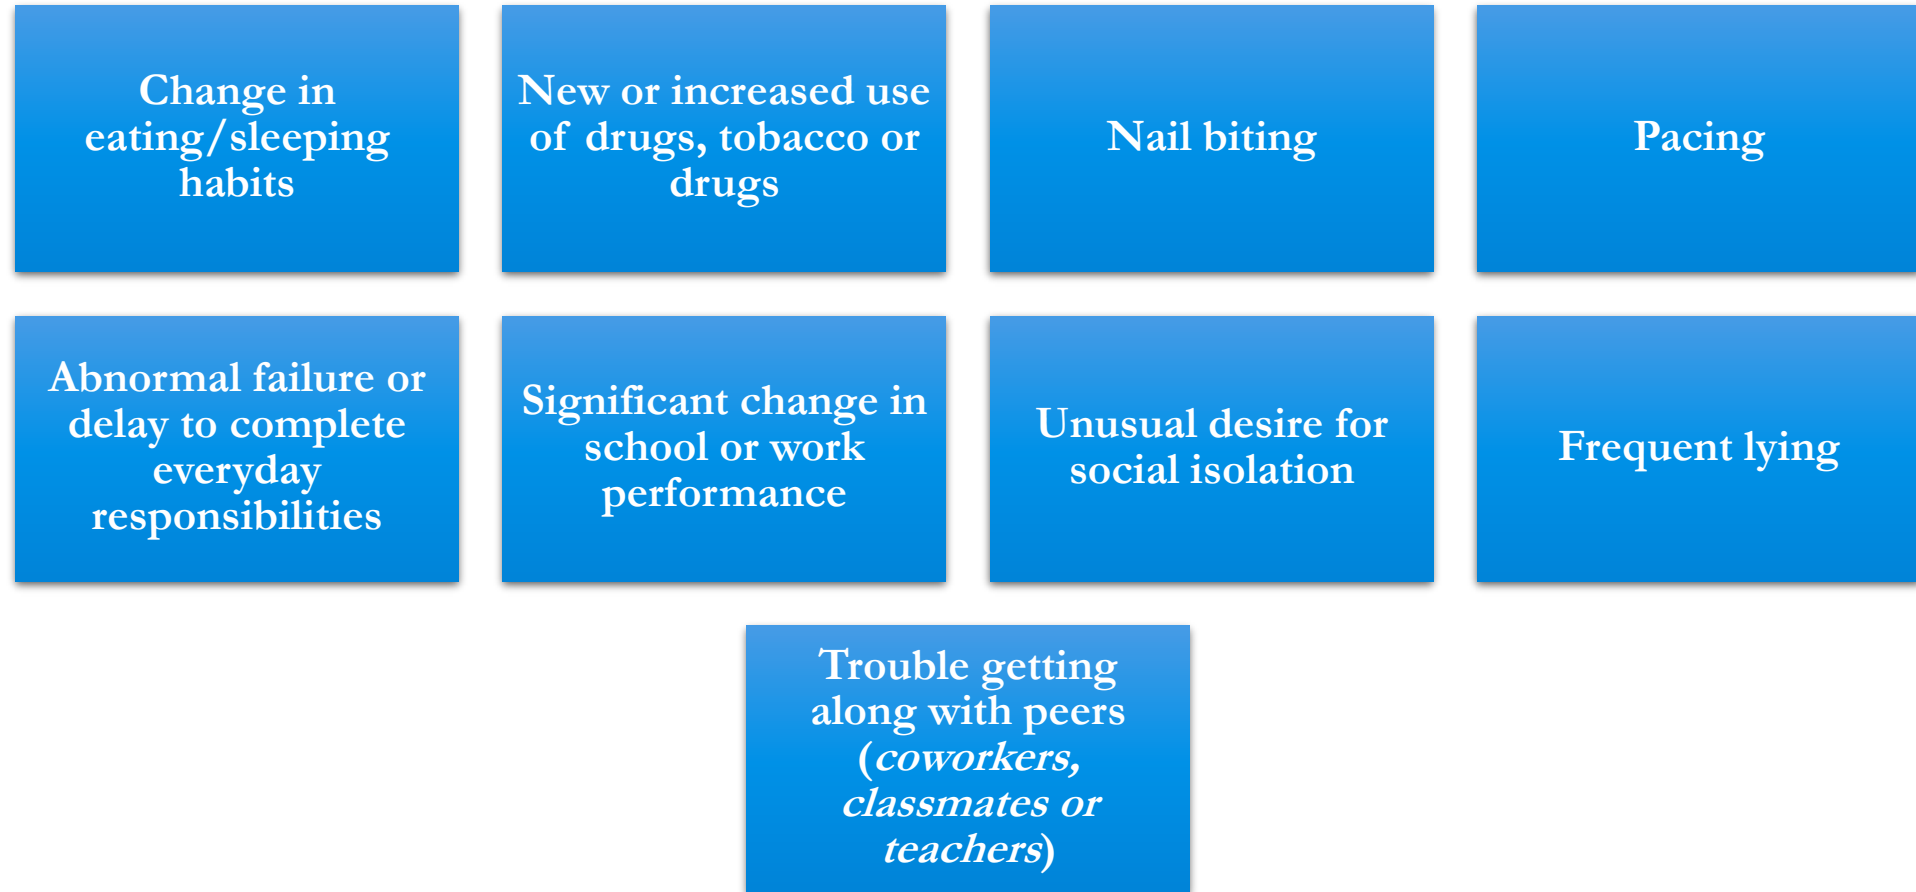 Change in
eating/sleeping
habits
New or increased use
of drugs, tobacco or
drugs
Nail biting
Pacing
Abnormal failure or
delay to complete
everyday
responsibilities
Significant change in
school or work
performance
Unusual desire for
social isolation
Frequent lying
Trouble getting
along with peers
(coworkers,
classmates or
teachers)